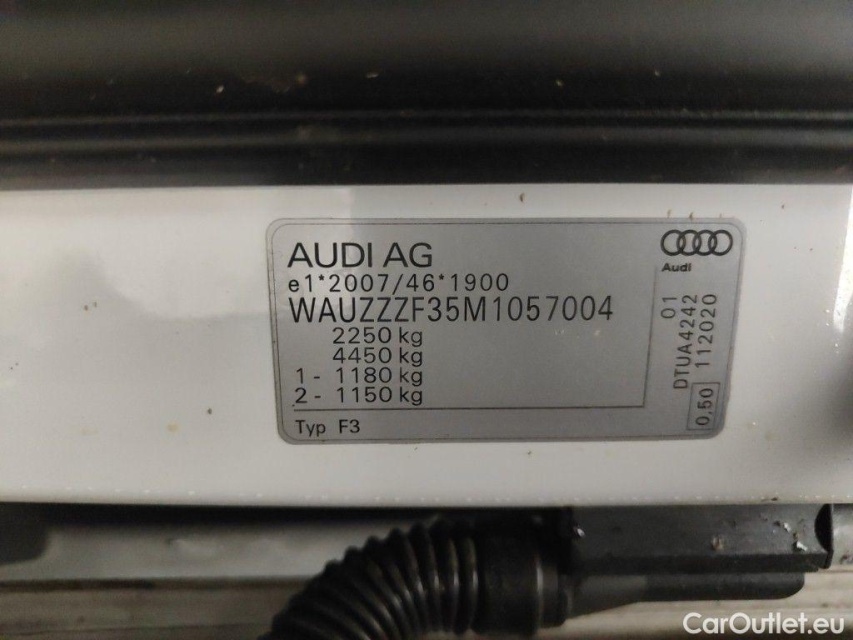 AUDI AG
Audi
e1*2007/46*1900
WAUZZZF35M1057004
2250 kg
4450 kg
1 - 1180 kg
2 - 1150 kg
Typ F3
DTUA4242 01
112020
0,50
CarOutlet.eu